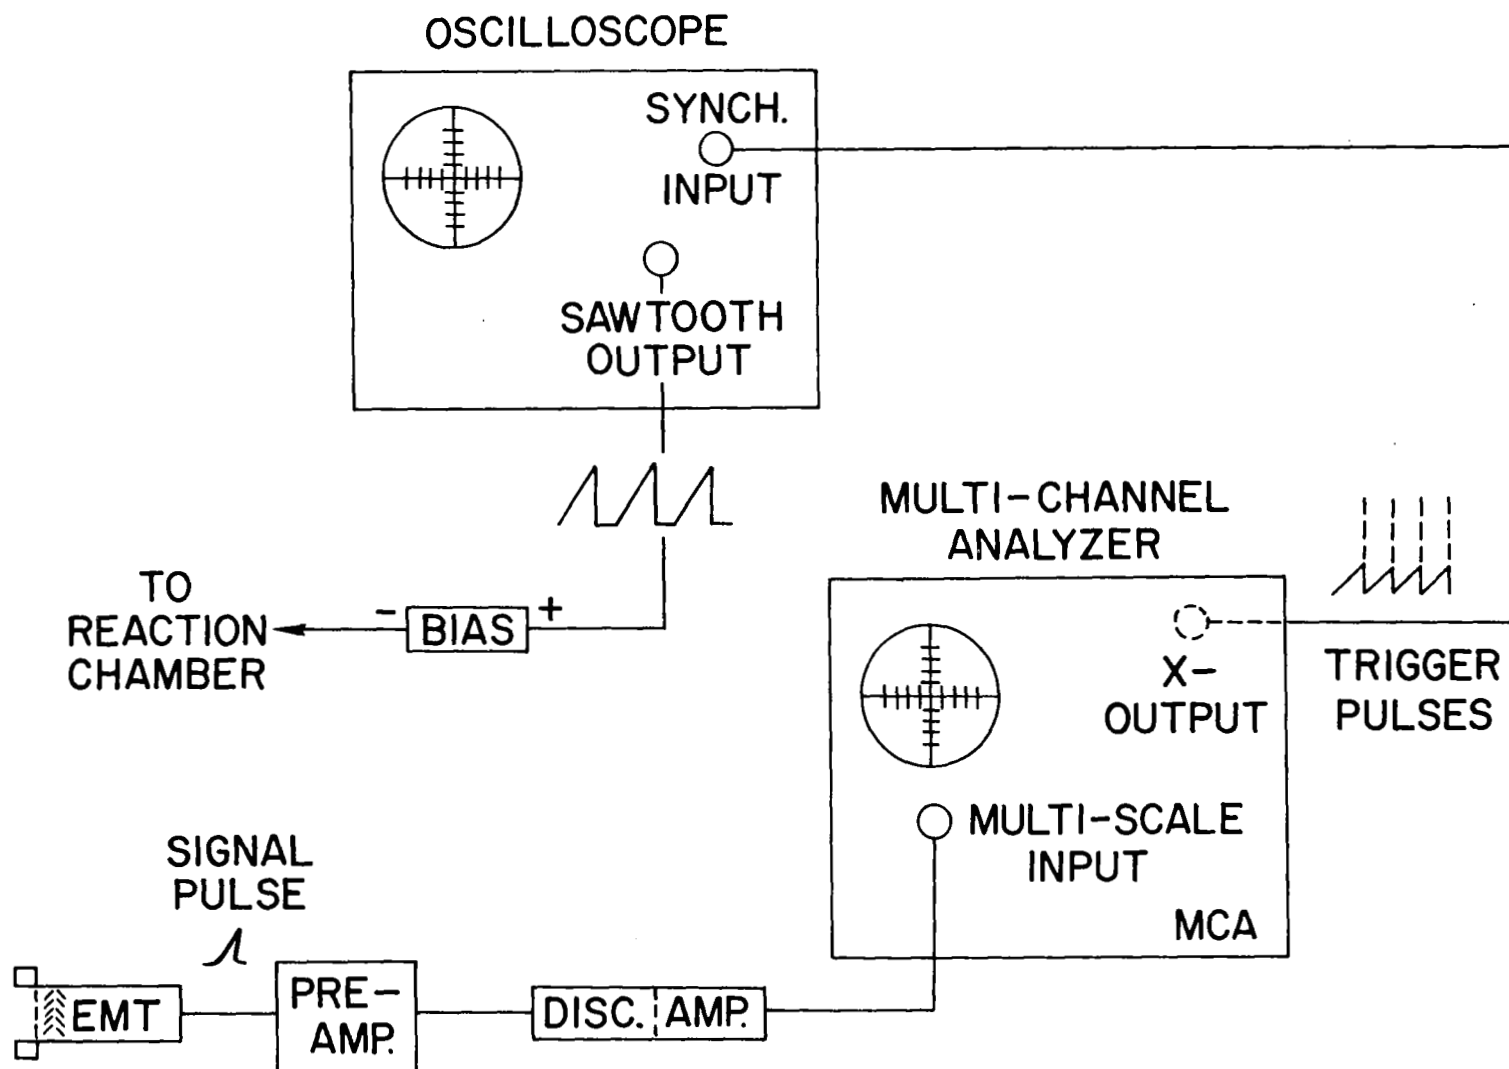 OSCILLOSCOPE
SYNCH.
INPUT
SAWTOOTH
OUTPUT
MULTI-CHANNEL
ANALYZER
TO
REACTION
CHAMBER
- BIAS +
X-
OUTPUT
TRIGGER
PULSES
MULTI-SCALE
INPUT
MCA
SIGNAL
PULSE
EMT
PRE-
AMP.
DISC. AMP.